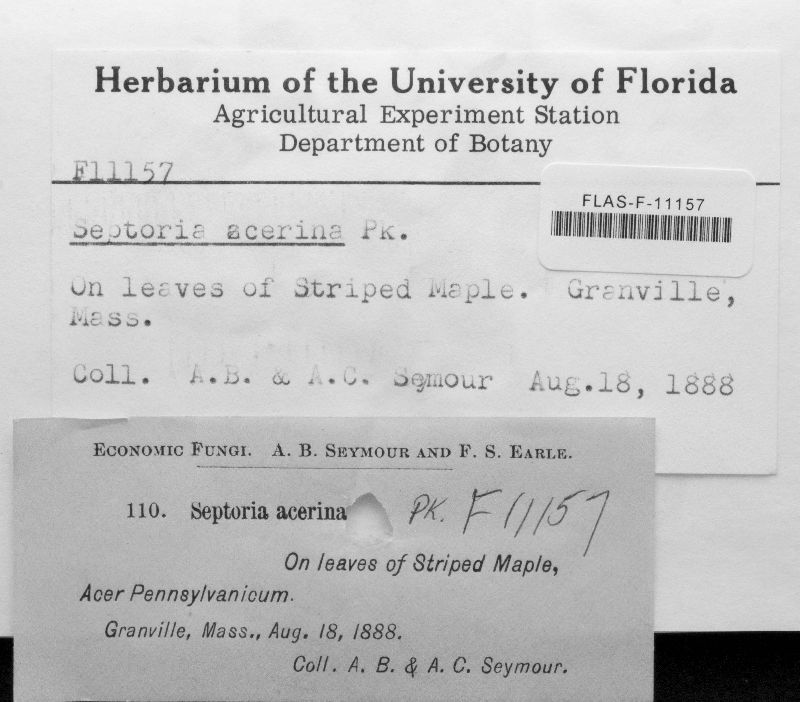 Herbarium of the University of Florida
Agricultural Experiment Station
Department of Botany
F11157
FLAS-F-11157
Septoria acerina Pk.
On leaves of Striped Maple. Granville,
Mass.
Coll. A.B. & A.C. Seymour Aug.18, 1888
ECONOMIC FUNGI. A. B. SEYMOUR AND F. S. EARLE.
110. Septoria acerina PK. F11157
On leaves of Striped Maple,
Acer Pennsylvanicum.
Granville, Mass., Aug. 18, 1888.
Coll. A. B. & A. C. Seymour.